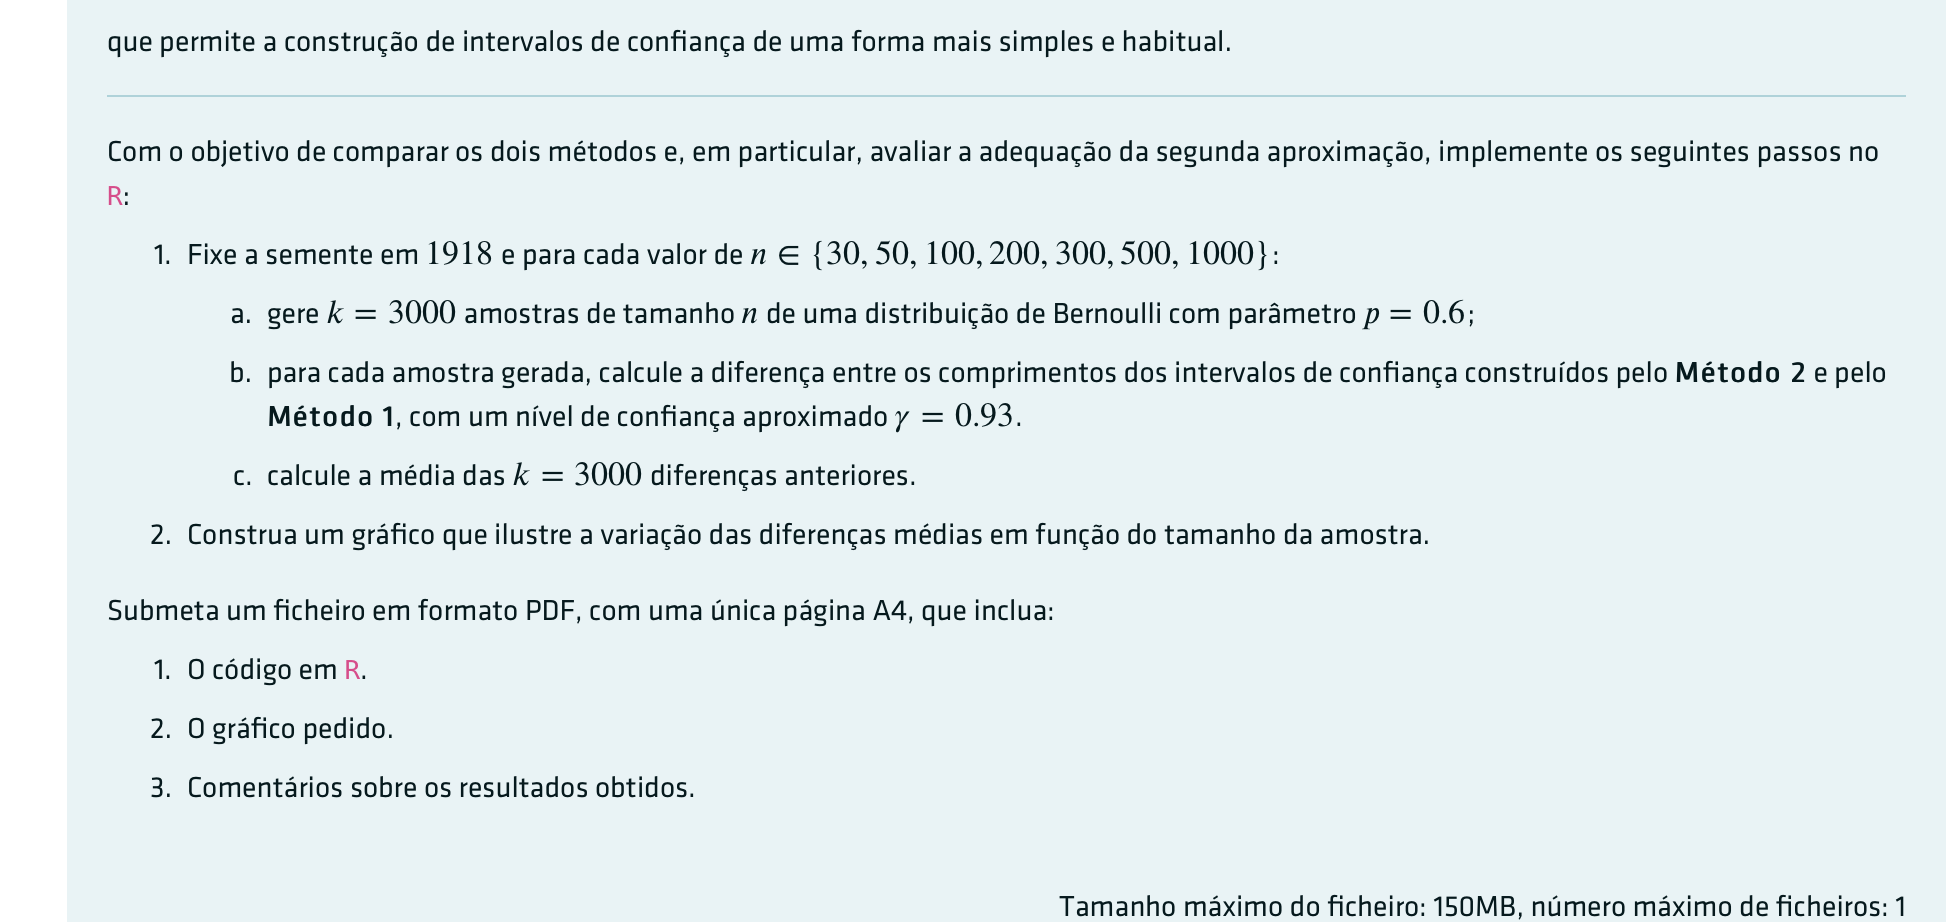 que permite a construção de intervalos de confiança de uma forma mais simples e habitual.
Com o objetivo de comparar os dois métodos e, em particular, avaliar a adequação da segunda aproximação, implemente os seguintes passos no
R:
1. Fixe a semente em 1918 e para cada valor de n ∈ {30, 50, 100, 200, 300, 500, 1000}:
a. gere k = 3000 amostras de tamanho n de uma distribuição de Bernoulli com parâmetro p = 0.6;
b. para cada amostra gerada, calcule a diferença entre os comprimentos dos intervalos de confiança construídos pelo Método 2 e pelo
Método 1, com um nível de confiança aproximado γ = 0.93.
c. calcule a média das k = 3000 diferenças anteriores.
2. Construa um gráfico que ilustre a variação das diferenças médias em função do tamanho da amostra.
Submeta um ficheiro em formato PDF, com uma única página A4, que inclua:
1. O código em R.
2. O gráfico pedido.
3. Comentários sobre os resultados obtidos.
Tamanho máximo do ficheiro: 150MB, número máximo de ficheiros: 1